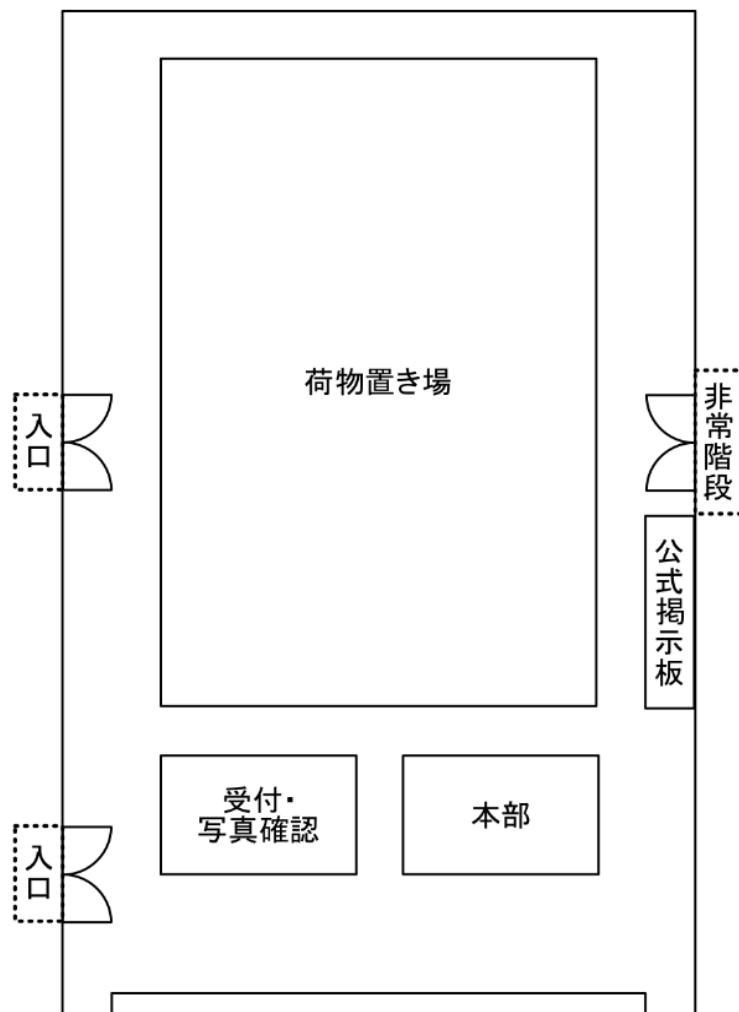 荷物置き場
入口
非常階段
公式掲示板
受付・
写真確認
本部
入口